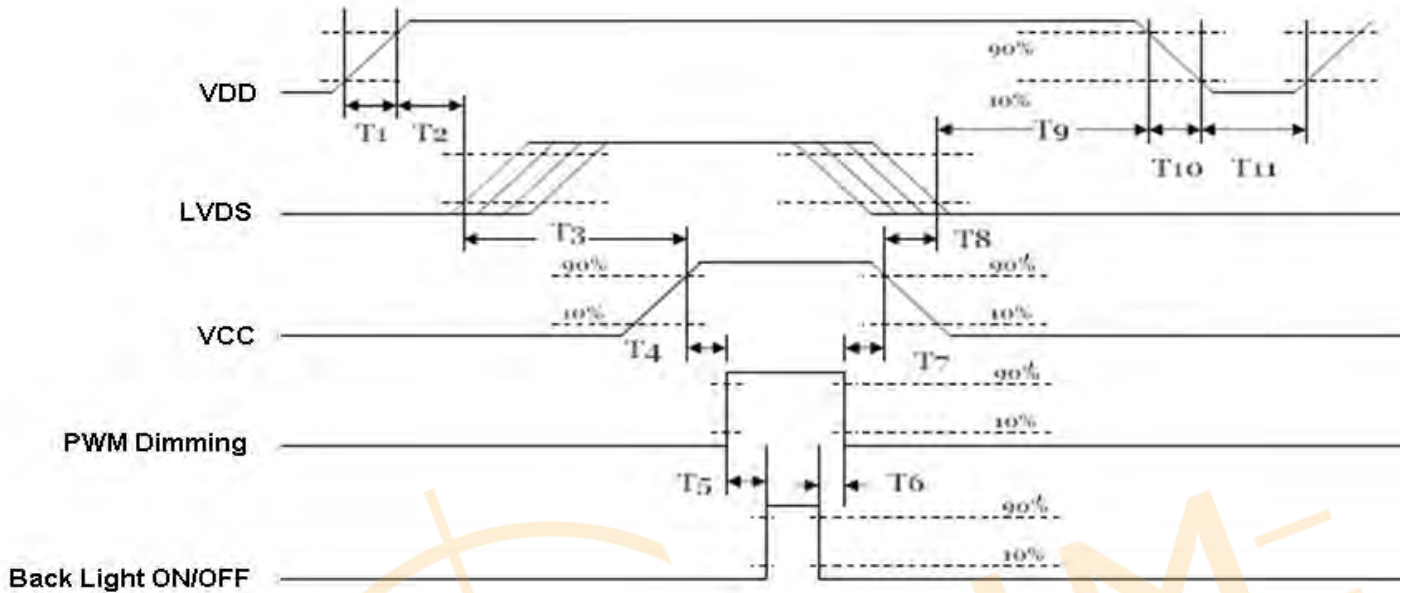 90%
10%
VDD
T1 T2 T9 T10 T11
LVDS
T3 T8
90% 90%
10% 10%
VCC
T4 T7
90%
10%
PWM Dimming
T5 T6
90%
10%
Back Light ON/OFF